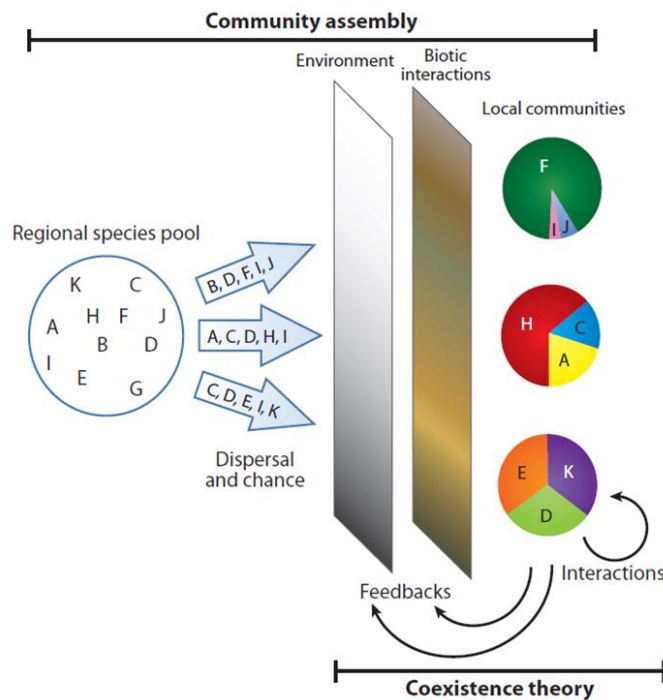 Community assembly
Environment
Biotic
interactions
Local communities
F
I
J
Regional species pool
K
C
H
F
J
A
B
D
I
E
G
B, D, F, I, J
A, C, D, H, I
C, D, E, I, K
Dispersal
and chance
H
C
A
E
K
D
Interactions
Feedbacks
Coexistence theory